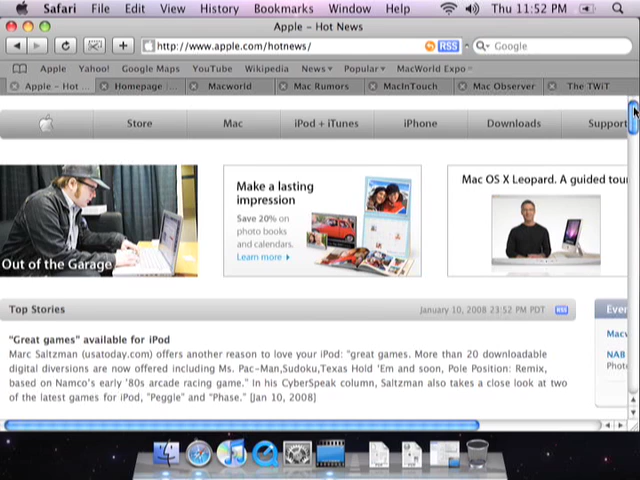 Safari File Edit View History Bookmarks Window Help Thu 11:52 PM
Apple - Hot News
http://www.apple.com/hotnews/ RSS Google
Apple Yahoo! Google Maps YouTube Wikipedia News Popular MacWorld Expo
Apple - Hot ... Homepage |... Macworld Mac Rumors MacInTouch Mac Observer The TWiT
Store Mac iPod + iTunes iPhone Downloads Support
Make a lasting
impression
Save 20% on
photo books
and calendars.
Learn more
Mac OS X Leopard. A guided tour
Out of the Garage
Top Stories January 10, 2008 23:52 PM PDT RSS
"Great games" available for iPod
Marc Saltzman (usatoday.com) offers another reason to love your iPod: "great games. More than 20 downloadable
digital diversions are now offered including Ms. Pac-Man,Sudoku,Texas Hold 'Em and soon, Pole Position: Remix,
based on Namco's early '80s arcade racing game." In his CyberSpeak column, Saltzman also takes a close look at two
of the latest games for iPod, "Peggle" and "Phase." [Jan 10, 2008]
Even
Macw
NAB
Photo